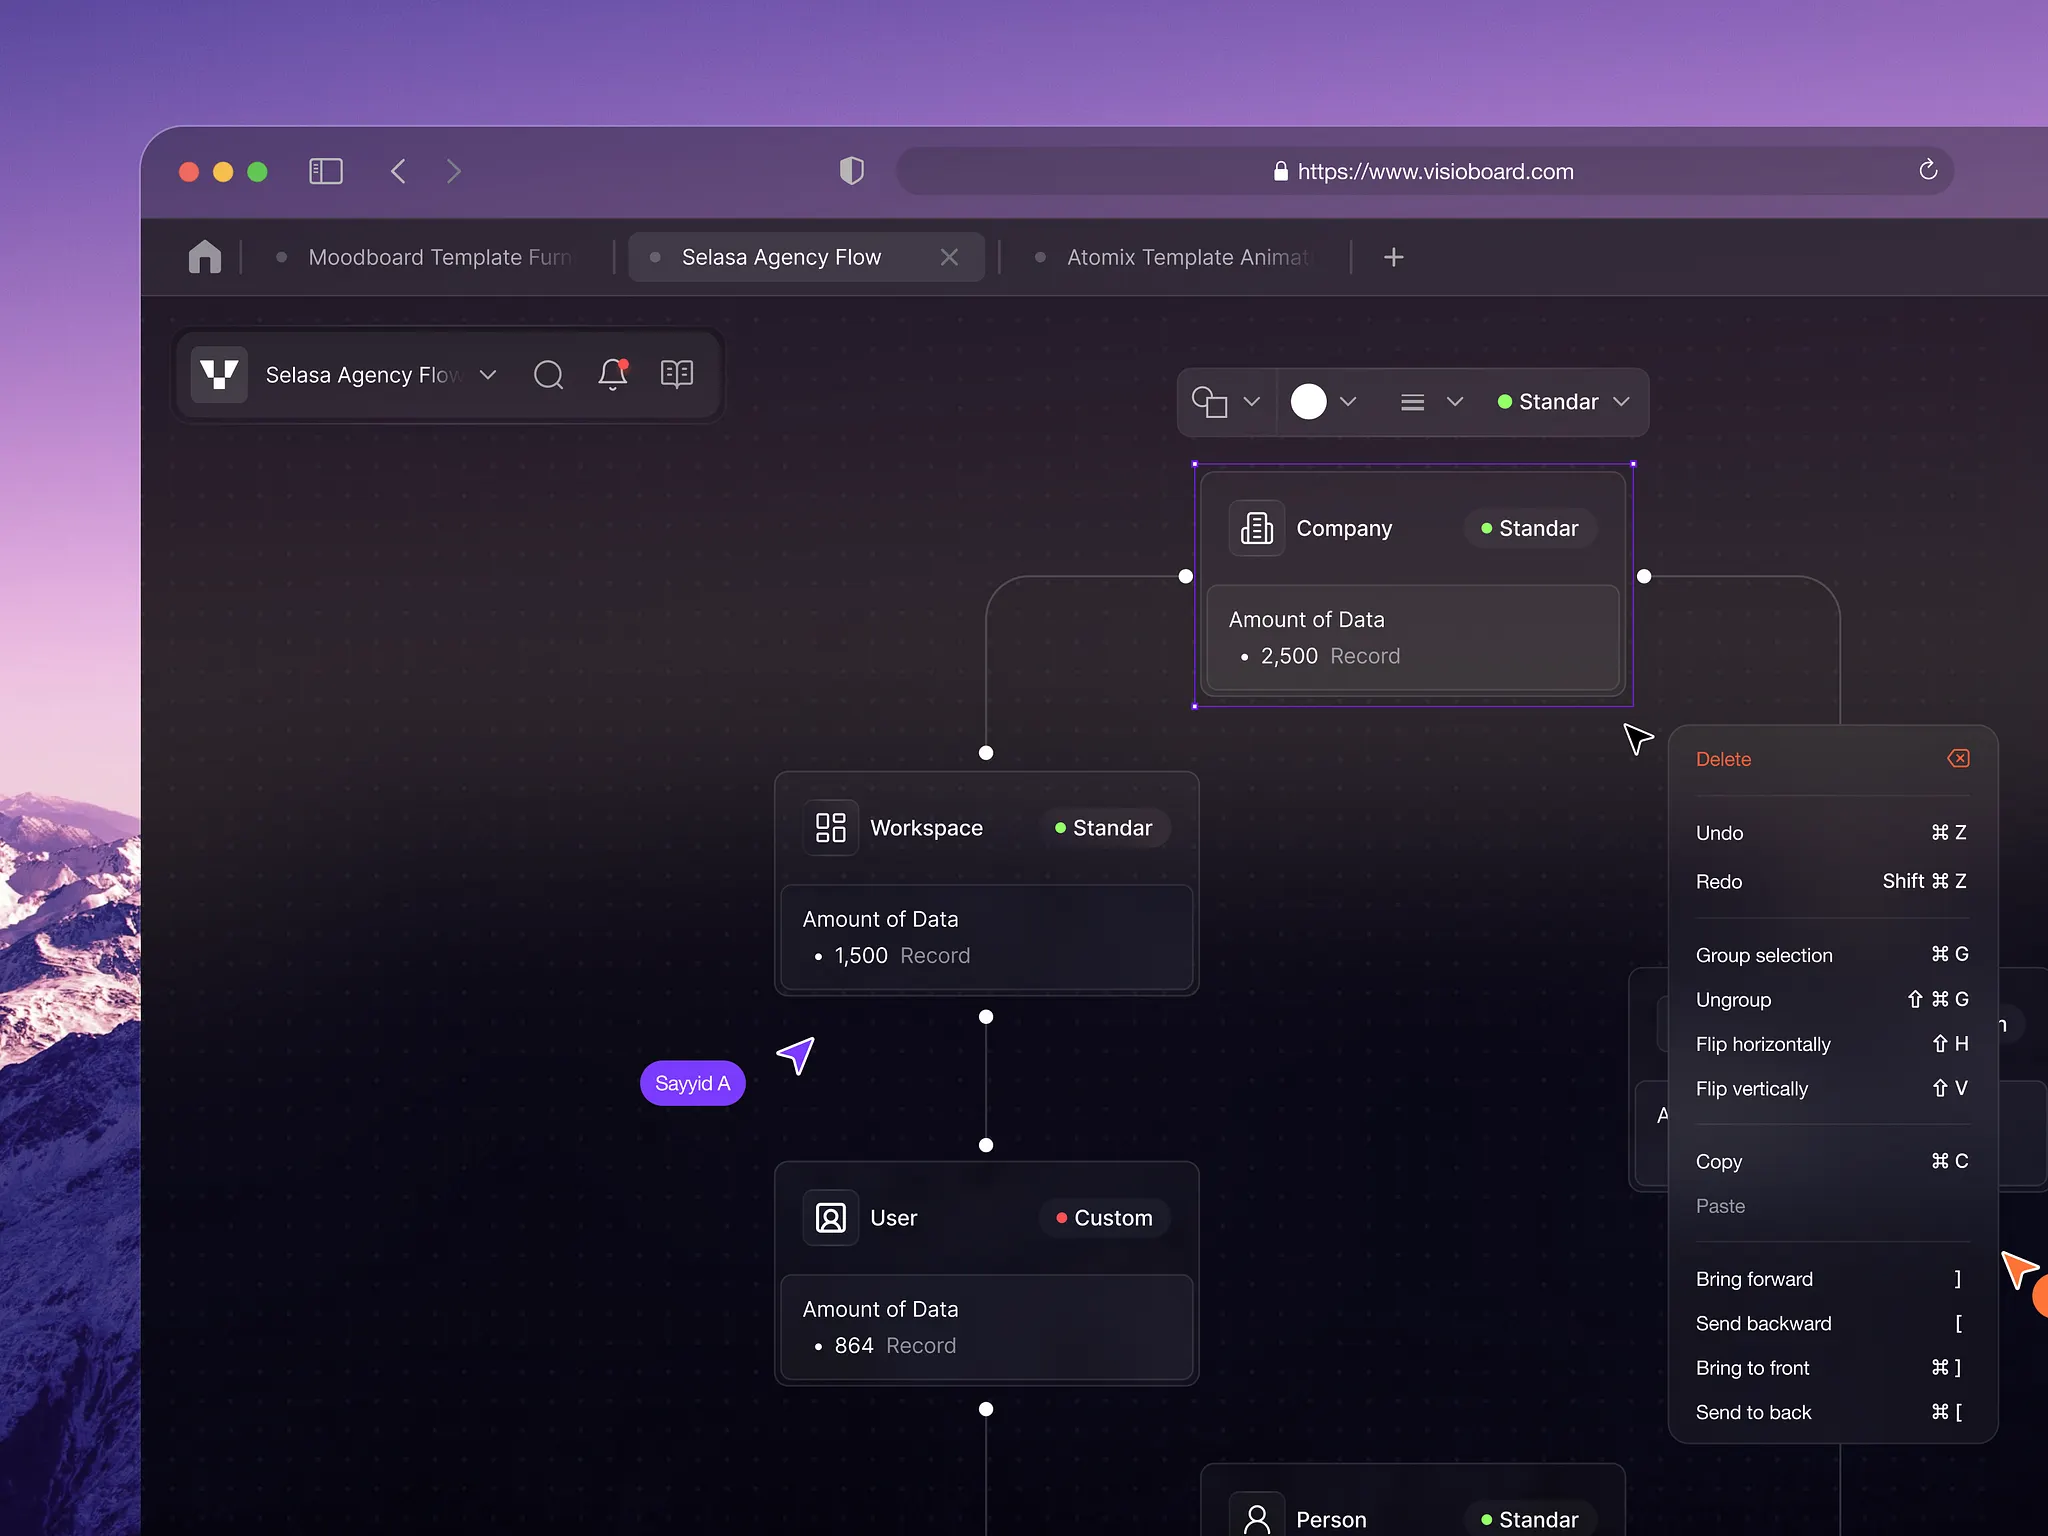 https://www.visioboard.com
Moodboard Template Furn
Selasa Agency Flow
Atomix Template Animat
Selasa Agency Flow
Standar
Company
Standar
Amount of Data
• 2,500 Record
Workspace
Standar
Amount of Data
• 1,500 Record
Sayyid A
User
Custom
Amount of Data
• 864 Record
Person
Standar
Delete
Undo ⌘ Z
Redo Shift ⌘ Z
Group selection ⌘ G
Ungroup ⇧ ⌘ G
Flip horizontally ⇧ H
Flip vertically ⇧ V
Copy ⌘ C
Paste
Bring forward ]
Send backward [
Bring to front ⌘ ]
Send to back ⌘ [